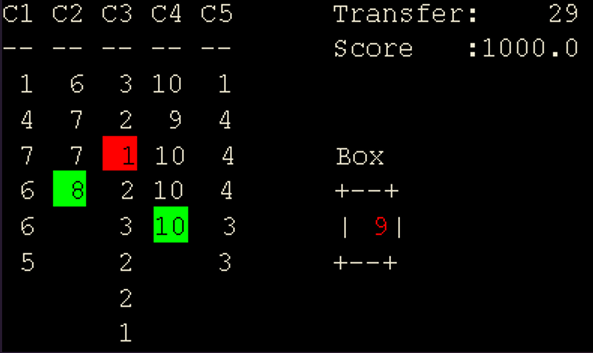 C1 C2 C3 C4 C5 Transfer: 29
-- -- -- -- -- Score :1000.0
1 6 3 10 1
4 7 2 9 4
7 7 1 10 4 Box
6 8 2 10 4 +--+
6 3 10 3 | 9|
5 2 3 +--+
2
1